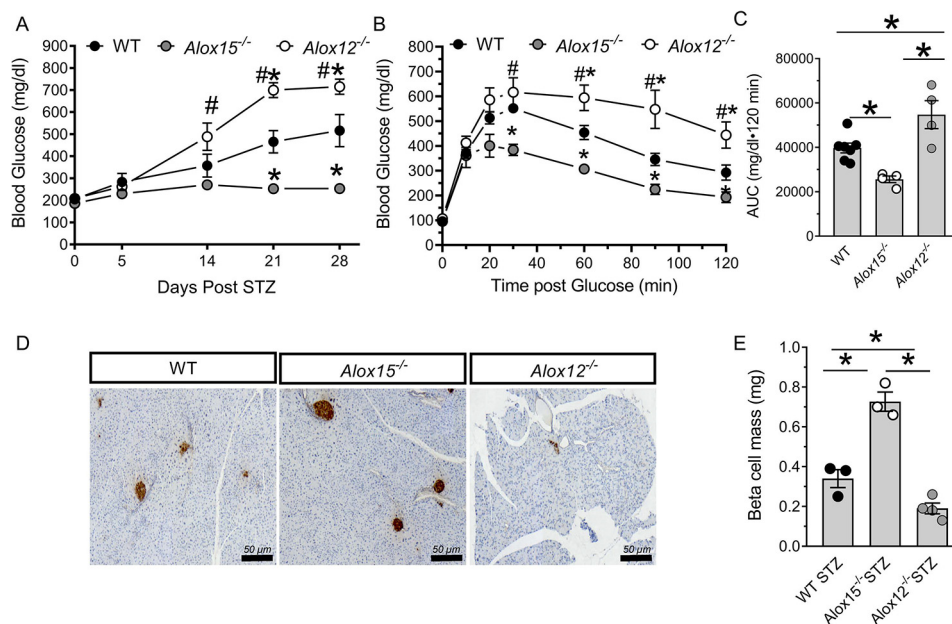 A
WT
Alox15-/-
Alox12-/-
Blood Glucose (mg/dl)
900
800
700
600
500
400
300
200
100
0
#
#*
#*
*
*
0
5
14
21
28
Days Post STZ
B
WT
Alox15-/-
Alox12-/-
Blood Glucose (mg/dl)
900
800
700
600
500
400
300
200
100
0
#
#*
#*
#*
*
*
*
*
0
20
40
60
80
100
120
Time post Glucose (min)
C
*
*
*
AUC (mg/dl•120 min)
80000
60000
40000
20000
0
WT
Alox15-/-
Alox12-/-
D
WT
Alox15-/-
Alox12-/-
50 µm
50 µm
50 µm
E
*
*
*
Beta cell mass (mg)
1.0
0.8
0.6
0.4
0.2
0.0
WT STZ
Alox15-/-STZ
Alox12-/-STZ